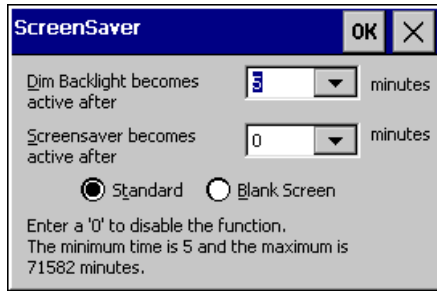 ScreenSaver OK
Dim Backlight becomes active after 5 minutes
Screensaver becomes active after 0 minutes
Standard Blank Screen
Enter a '0' to disable the function.
The minimum time is 5 and the maximum is
71582 minutes.